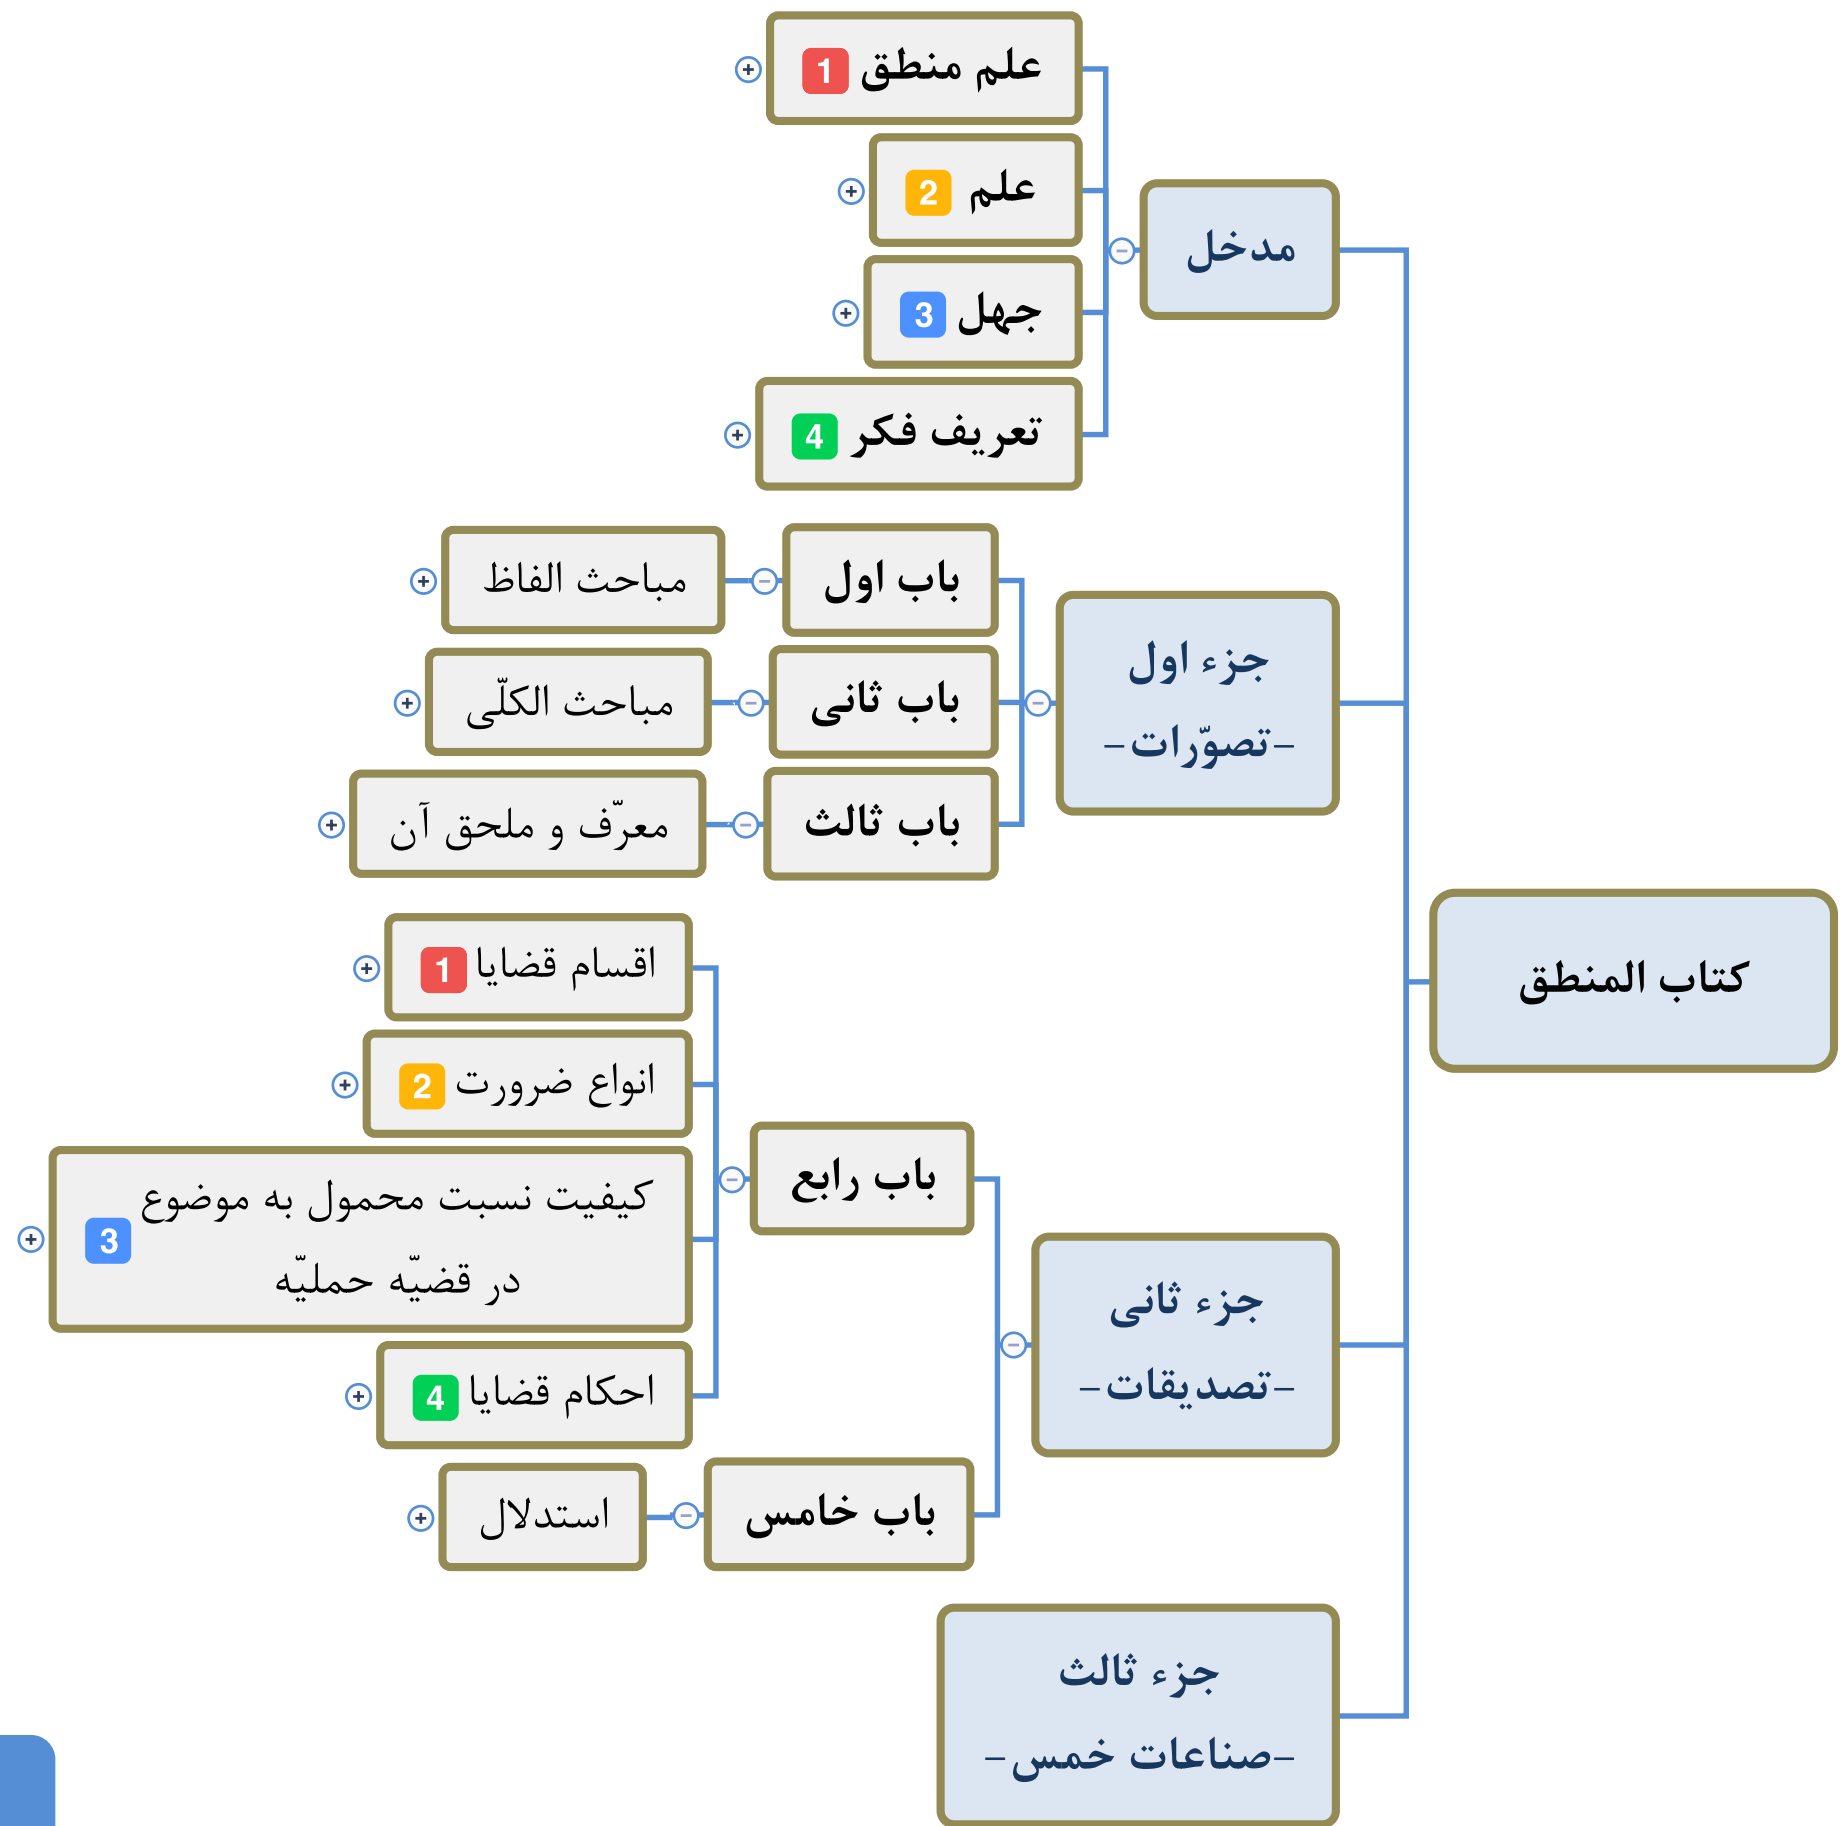 کتاب المنطق
مدخل
علم منطق 1
علم 2
جهل 3
تعریف فکر 4
جزء اول
-تصوّرات-
باب اول
مباحث الفاظ
باب ثانی
مباحث الکلّی
باب ثالث
معرّف و ملحق آن
جزء ثانی
-تصدیقات-
باب رابع
اقسام قضایا 1
انواع ضرورت 2
کیفیت نسبت محمول به موضوع
در قضیّه حملیّه 3
احکام قضایا 4
باب خامس
استدلال
جزء ثالث
-صناعات خمس-